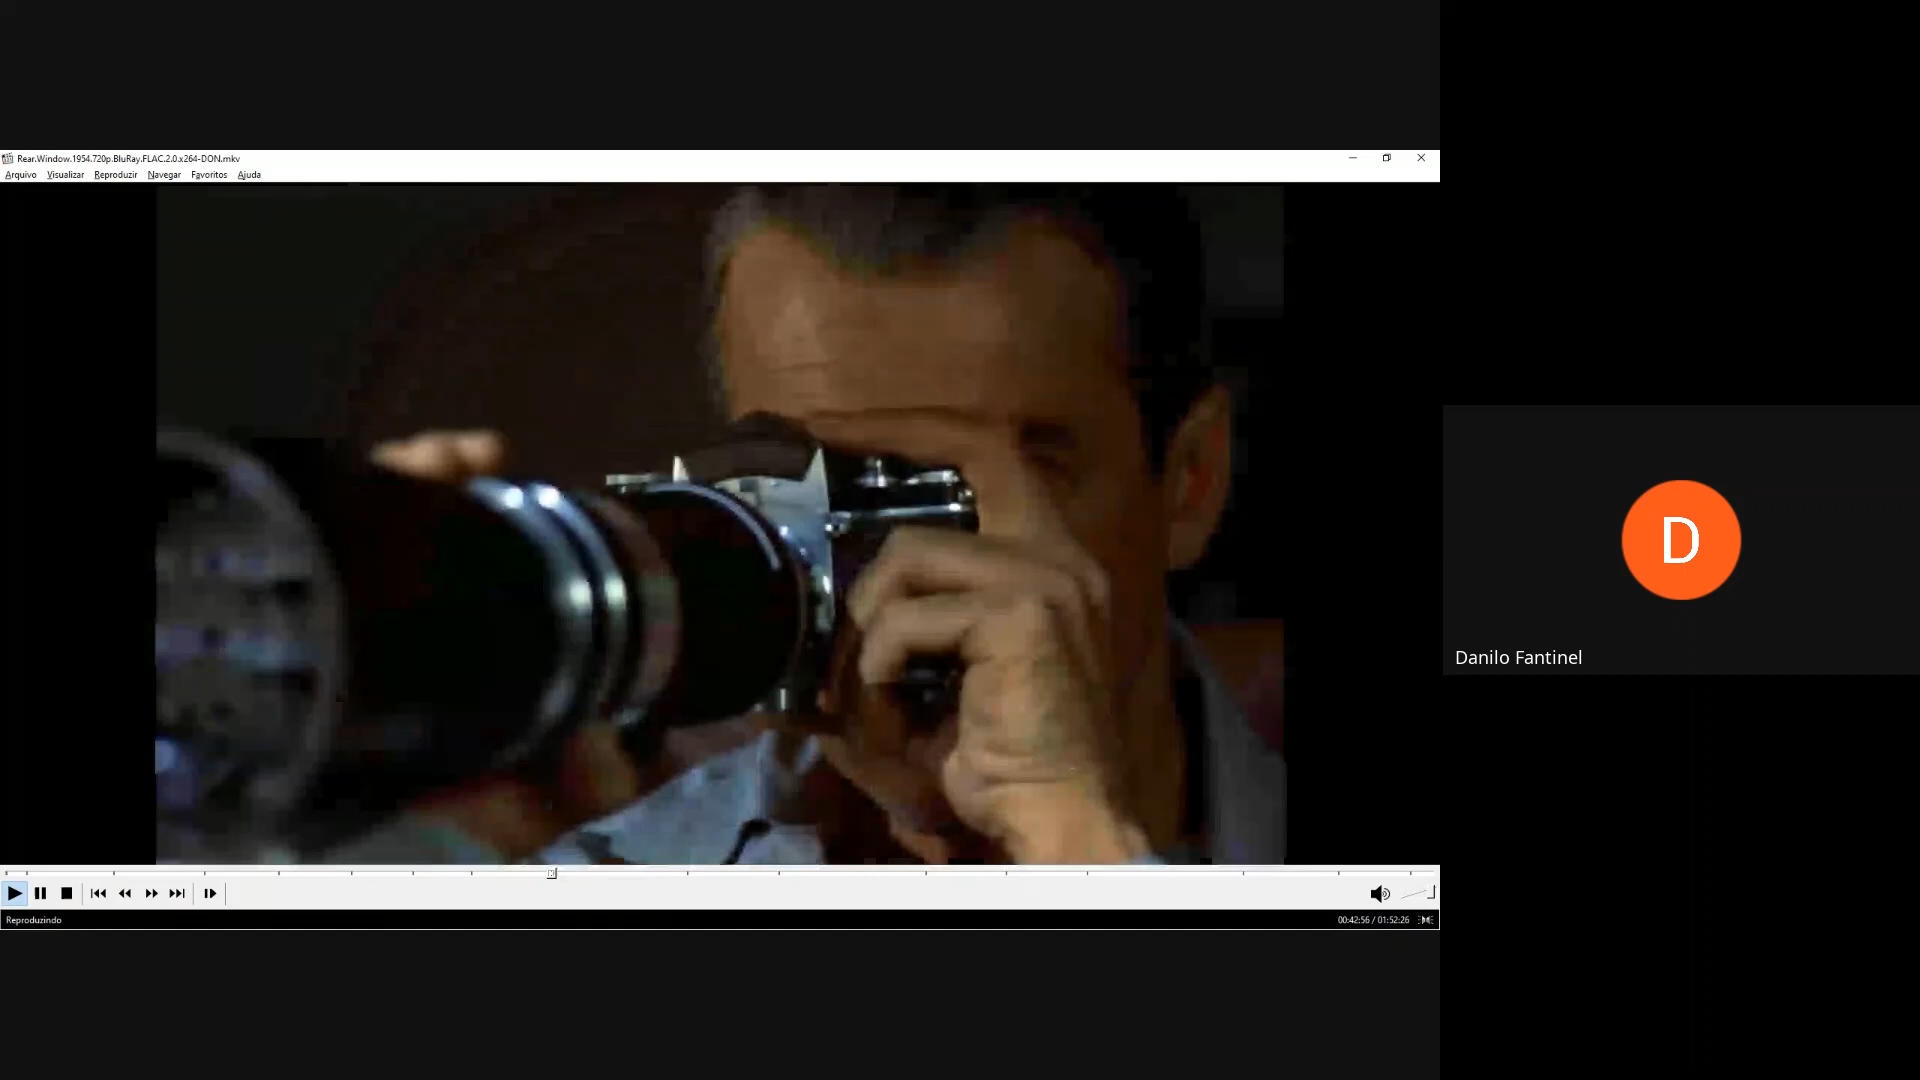 Rear.Window.1954.720p.BluRay.FLAC.2.0.x264-DON.mkv
Arquivo Visualizar Reproduzir Navegar Favoritos Ajuda
D
Danilo Fantinel
Reproduzindo
00:42:56 / 01:52:26